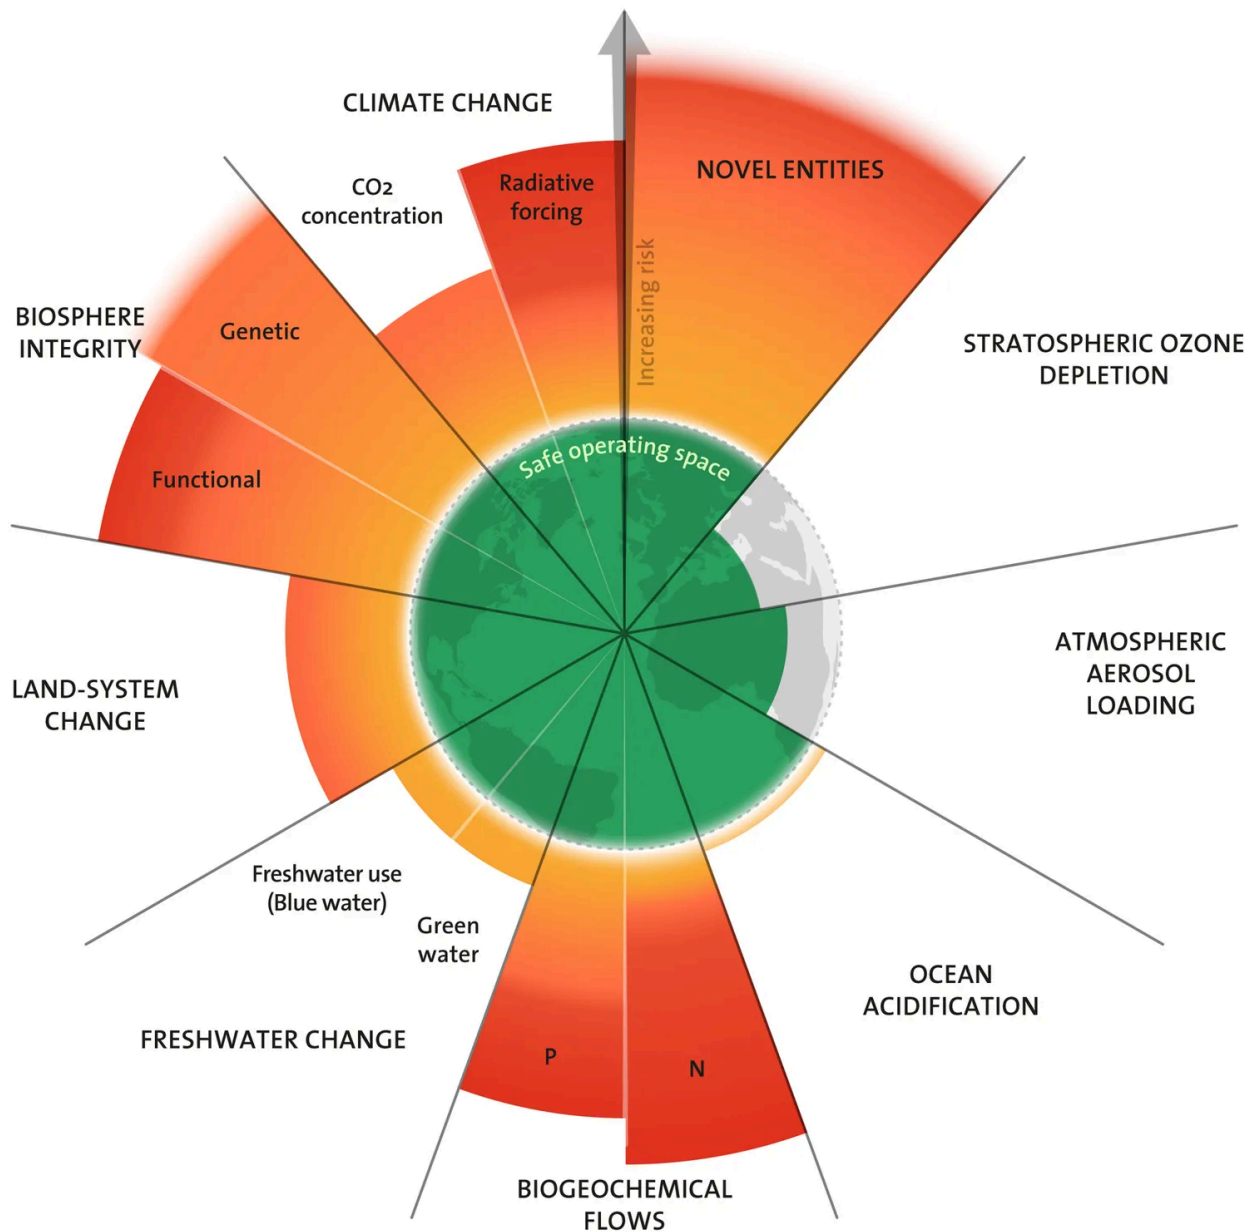 CLIMATE CHANGE
CO2
concentration
Radiative
forcing
NOVEL ENTITIES
Increasing risk
BIOSPHERE
INTEGRITY
Genetic
Functional
STRATOSPHERIC OZONE
DEPLETION
Safe operating space
ATMOSPHERIC
AEROSOL
LOADING
LAND-SYSTEM
CHANGE
Freshwater use
(Blue water)
Green
water
FRESHWATER CHANGE
P
N
BIOGEOCHEMICAL
FLOWS
OCEAN
ACIDIFICATION